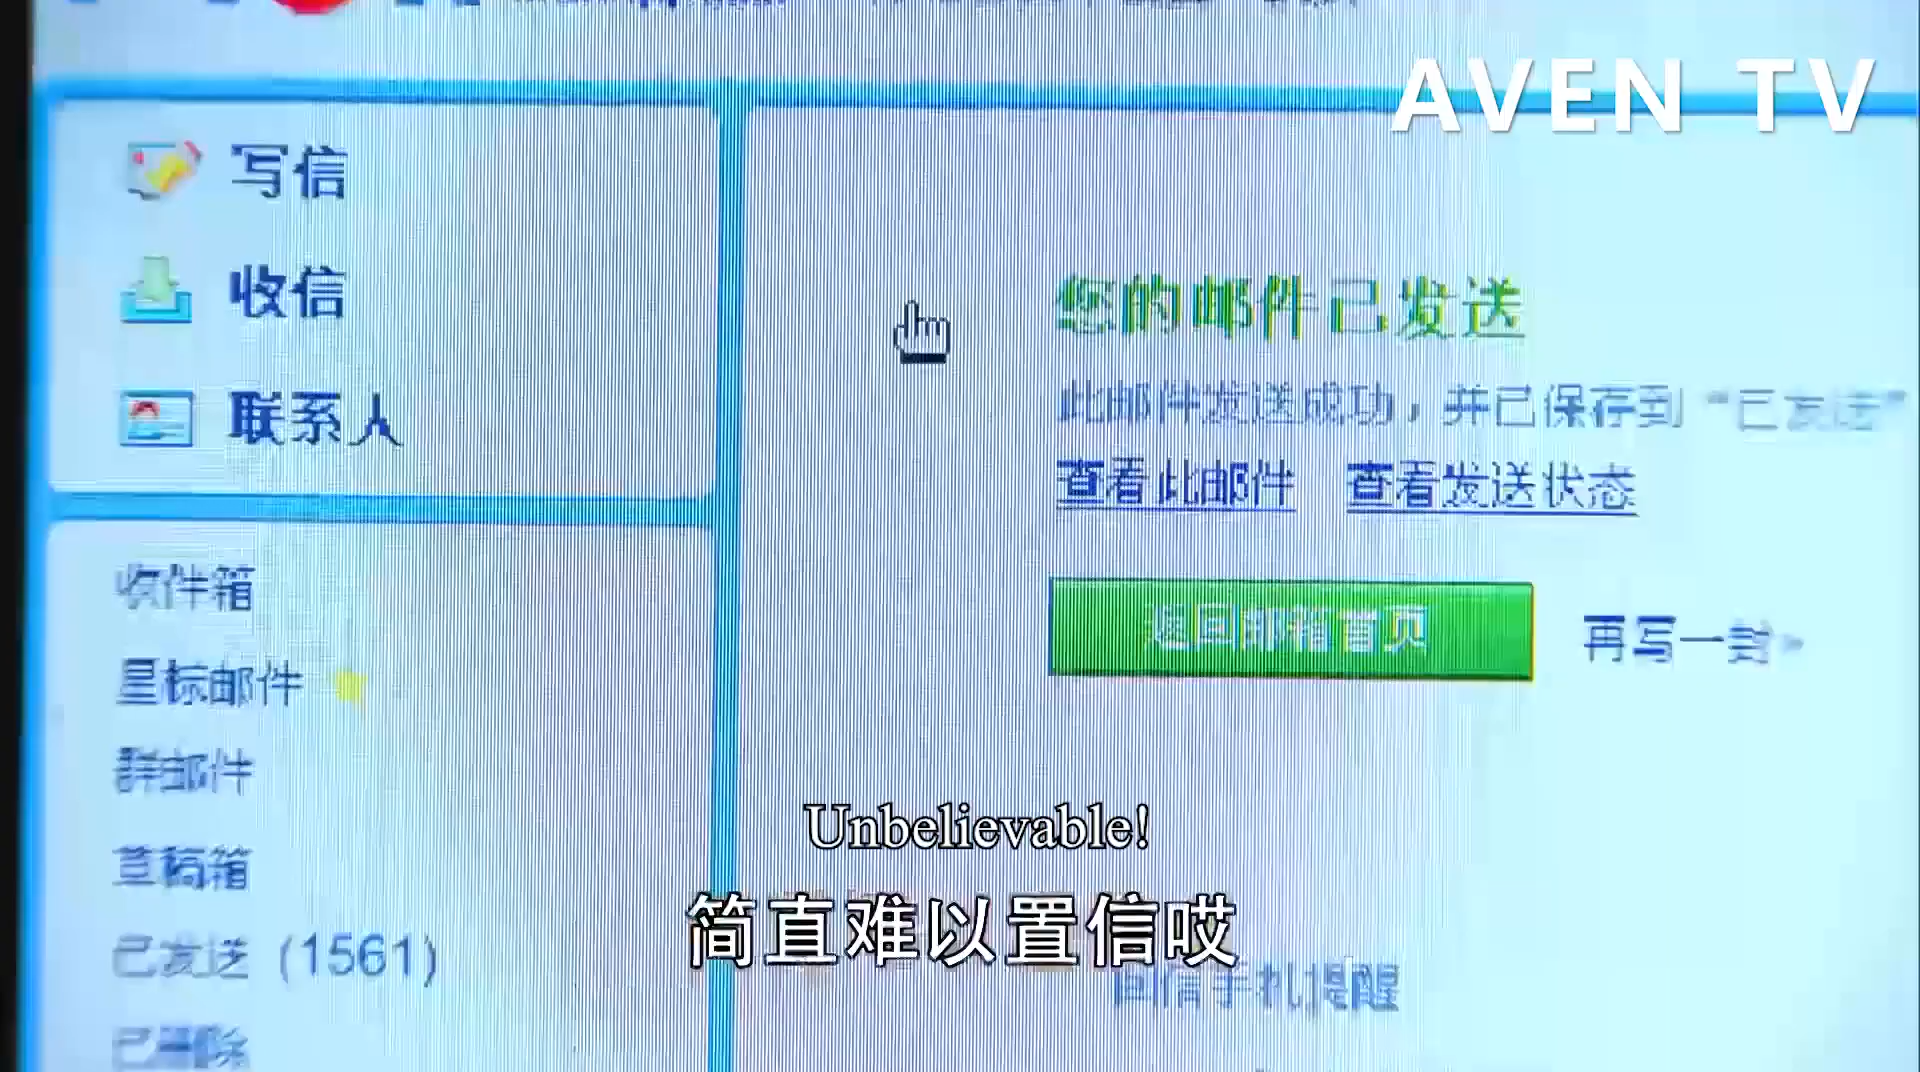 AVEN TV
写信
收信
联系人
您的邮件已发送
此邮件发送成功，并已保存到“已发送”
查看此邮件 查看发送状态
返回邮箱首页 再写一封»
收件箱
星标邮件
群邮件
草稿箱
已发送 (1561)
已删除
回信手机提醒
Unbelievable!
简直难以置信哎